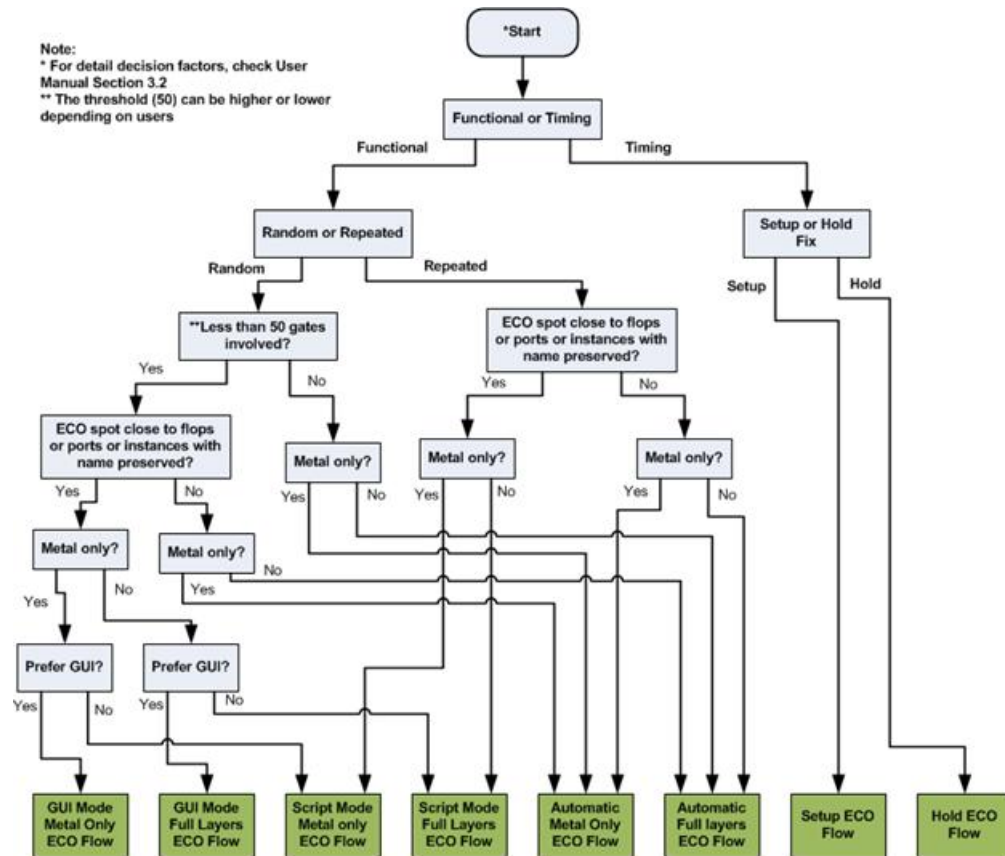 *Start
Note:
* For detail decision factors, check User
Manual Section 3.2
** The threshold (50) can be higher or lower
depending on users
Functional or Timing
Functional
Timing
Random or Repeated
Setup or Hold
Fix
Random
Repeated
Setup
Hold
**Less than 50 gates
involved?
ECO spot close to flops
or ports or instances with
name preserved?
Yes
No
Yes
No
ECO spot close to flops
or ports or instances with
name preserved?
Metal only?
Metal only?
Metal only?
Yes
No
Yes
No
Yes
No
Yes
No
Metal only?
Metal only?
Yes
No
Yes
No
Prefer GUI?
Prefer GUI?
Yes
No
Yes
No
GUI Mode
Metal Only
ECO Flow
GUI Mode
Full Layers
ECO Flow
Script Mode
Metal only
ECO Flow
Script Mode
Full Layers
ECO Flow
Automatic
Metal Only
ECO Flow
Automatic
Full layers
ECO Flow
Setup ECO
Flow
Hold ECO
Flow